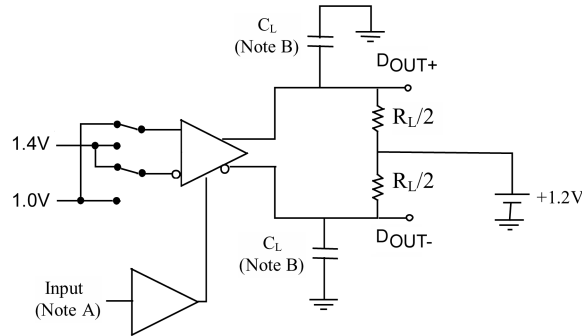 C_L
(Note B)
D_OUT+
R_L/2
1.4V
1.0V
R_L/2
+1.2V
C_L
(Note B)
D_OUT-
Input
(Note A)